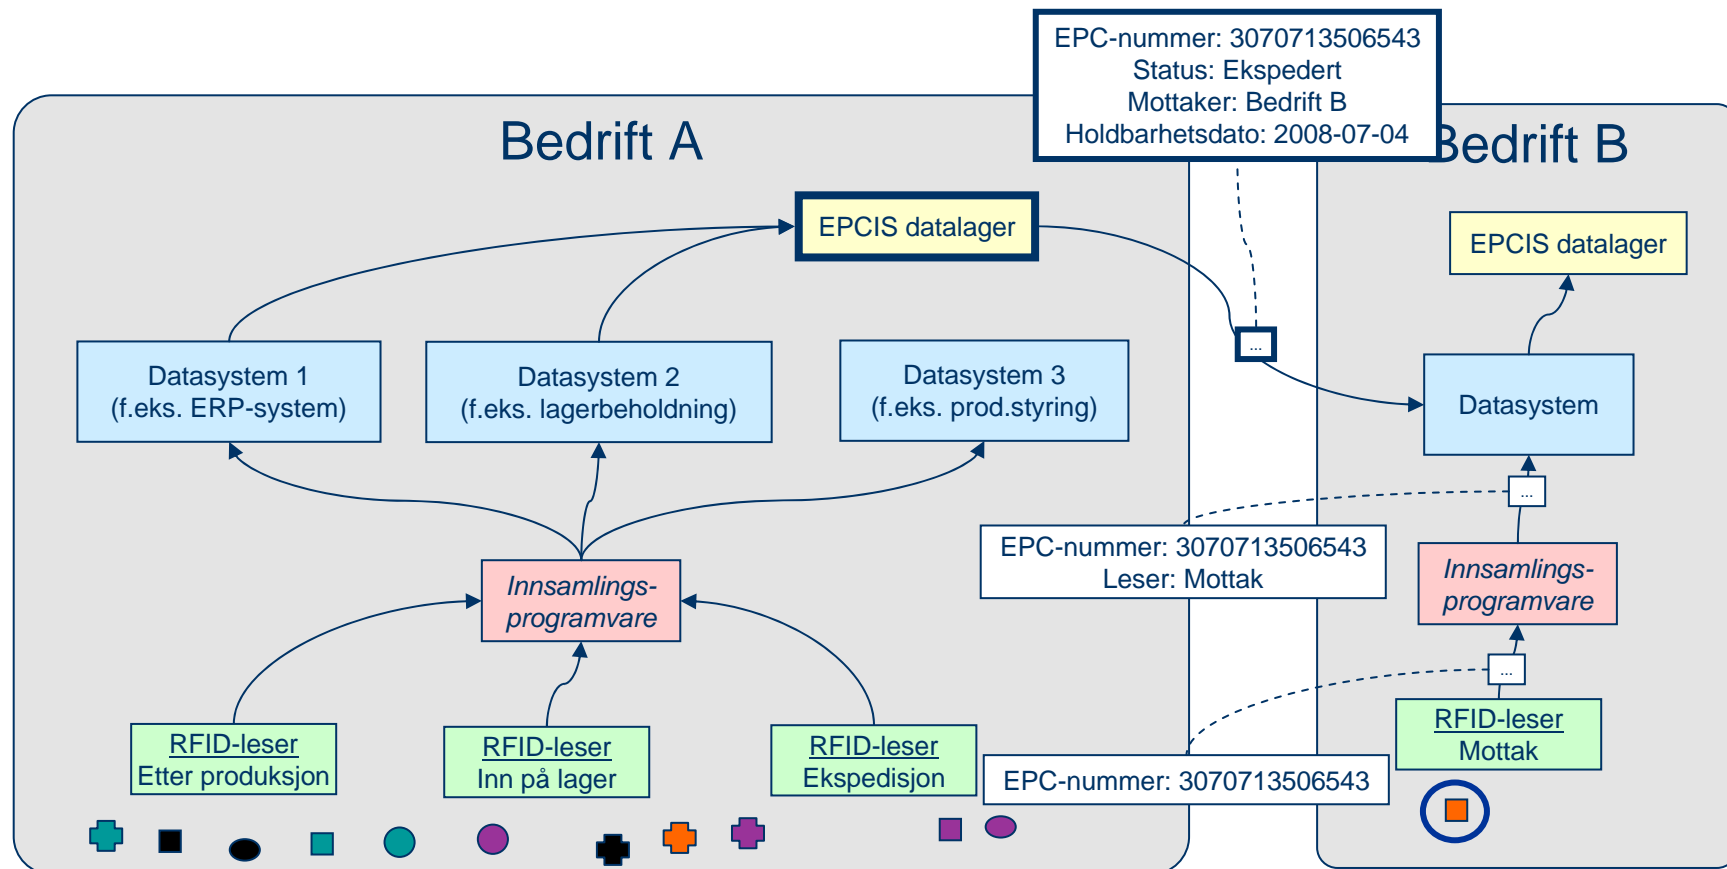 EPC-nummer: 3070713506543
Status: Ekspedert
Mottaker: Bedrift B
Holdbarhetsdato: 2008-07-04
Bedrift A
Bedrift B
EPCIS datalager
EPCIS datalager
Datasystem 1
(f.eks. ERP-system)
Datasystem 2
(f.eks. lagerbeholdning)
Datasystem 3
(f.eks. prod.styring)
...
Datasystem
...
EPC-nummer: 3070713506543
Leser: Mottak
Innsamlings-
programvare
Innsamlings-
programvare
...
RFID-leser
Etter produksjon
RFID-leser
Inn på lager
RFID-leser
Ekspedisjon
EPC-nummer: 3070713506543
RFID-leser
Mottak